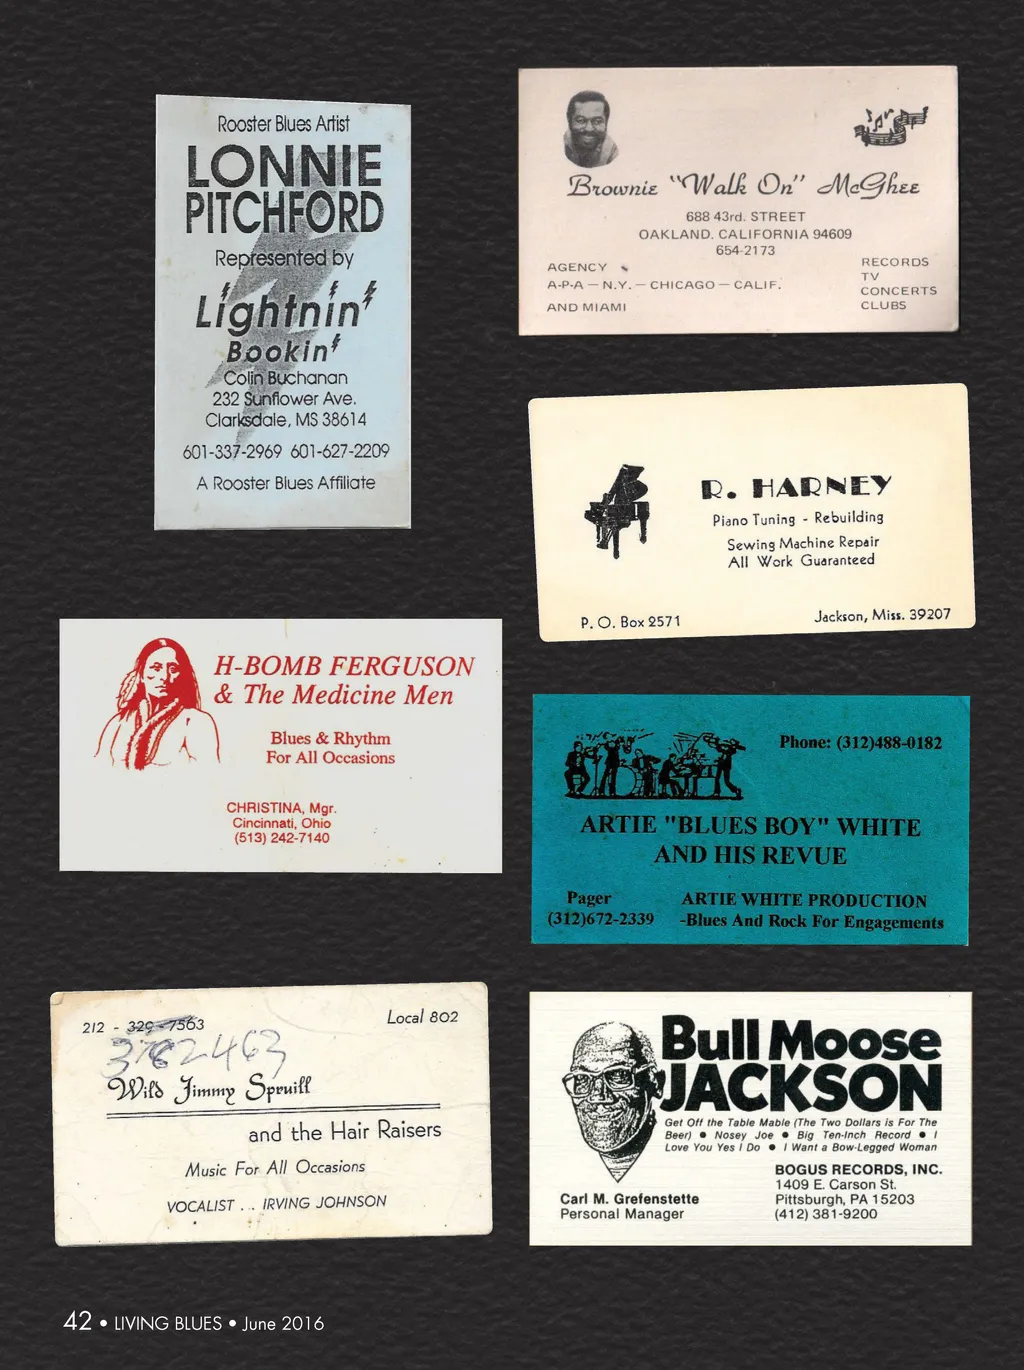 Rooster Blues Artist
LONNIE
PITCHFORD
Represented by
Lightnin'
Bookin'
Colin Buchanan
232 Sunflower Ave.
Clarksdale, MS 38614
601-337-2969 601-627-2209
A Rooster Blues Affiliate
Brownie "Walk On" McGhee
688 43rd. STREET
OAKLAND. CALIFORNIA 94609
654-2173
AGENCY
A-P-A — N.Y. — CHICAGO — CALIF.
AND MIAMI
RECORDS
TV
CONCERTS
CLUBS
R. HARNEY
Piano Tuning - Rebuilding
Sewing Machine Repair
All Work Guaranteed
P. O. Box 2571
Jackson, Miss. 39207
H-BOMB FERGUSON
& The Medicine Men
Blues & Rhythm
For All Occasions
CHRISTINA, Mgr.
Cincinnati, Ohio
(513) 242-7140
Phone: (312)488-0182
ARTIE "BLUES BOY" WHITE
AND HIS REVUE
Pager
(312)672-2339
ARTIE WHITE PRODUCTION
-Blues And Rock For Engagements
212 - 329-7563
Local 802
3762463
Wild Jimmy Spruill
and the Hair Raisers
Music For All Occasions
VOCALIST . . . IRVING JOHNSON
Bull Moose
JACKSON
Get Off the Table Mable (The Two Dollars is For The
Beer) • Nosey Joe • Big Ten-Inch Record • I
Love You Yes I Do • I Want a Bow-Legged Woman
Carl M. Grefenstette
Personal Manager
BOGUS RECORDS, INC.
1409 E. Carson St.
Pittsburgh, PA 15203
(412) 381-9200
42 • LIVING BLUES • June 2016